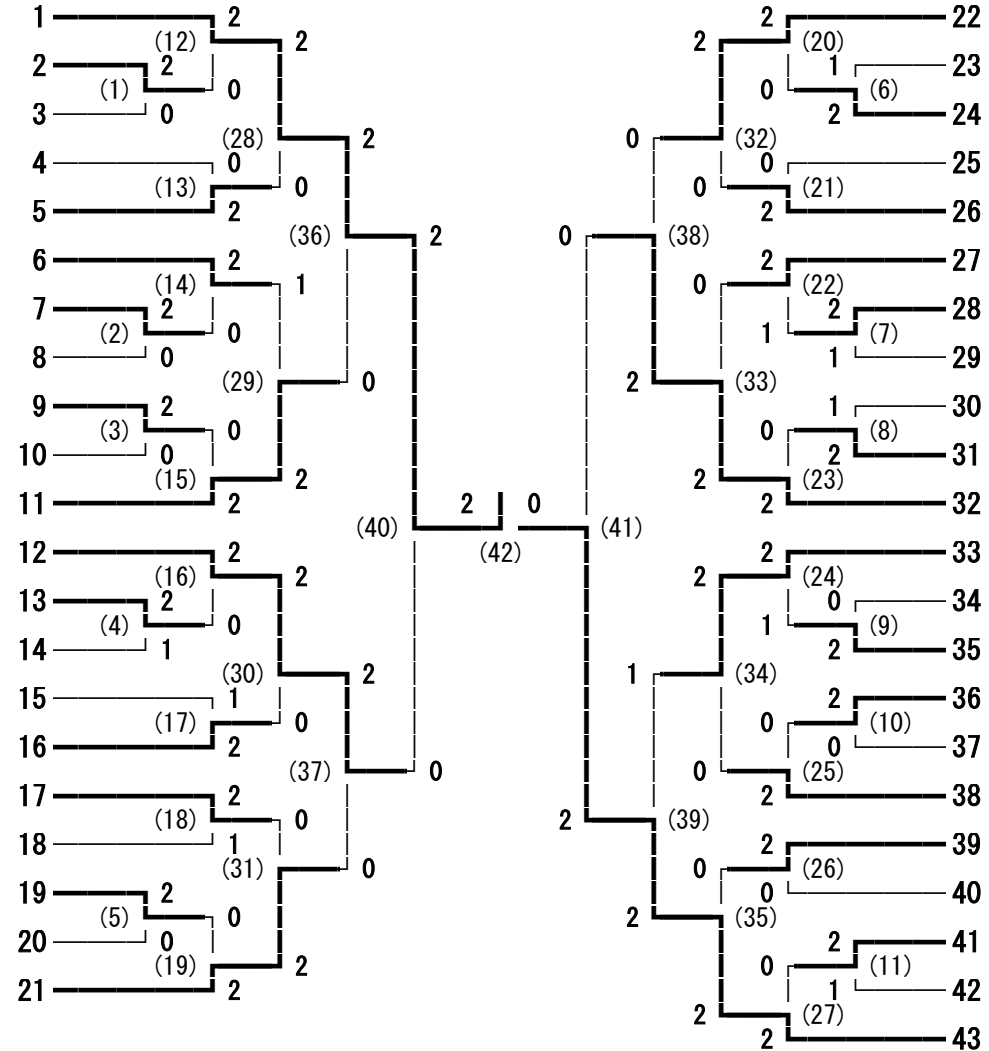 1 2 2 22
(12) 2 2 (20)
2 2 1 23
(1) 0 0 (6)
3 0 2 24
(28) 2 0 (32)
4 0 0 25
(13) 0 0 (21)
5 2 2 26
(36) 2 0 (38)
6 2 2 27
(14) 1 0 (22)
7 2 2 28
(2) 0 1 (7)
8 0 1 29
(29) 0 2 (33)
9 2 1 30
(3) 0 0 (8)
10 0 2 31
(15) 2 2 (23)
11 2 2 0 2 32
(40) (42) (41)
12 2 2 33
(16) 2 2 (24)
13 2 0 34
(4) 0 1 (9)
14 1 2 35
(30) 2 1 (34)
15 1 2 36
(17) 0 0 (10)
16 2 0 37
(37) 0 0 (25)
17 2 2 38
(18) 0 2 (39)
18 1 2 39
(31) 0 0 (26)
19 2 0 40
(5) 0 2 (35)
20 0 2 41
(19) 2 0 (11)
21 2 1 42
2 (27)
2 43